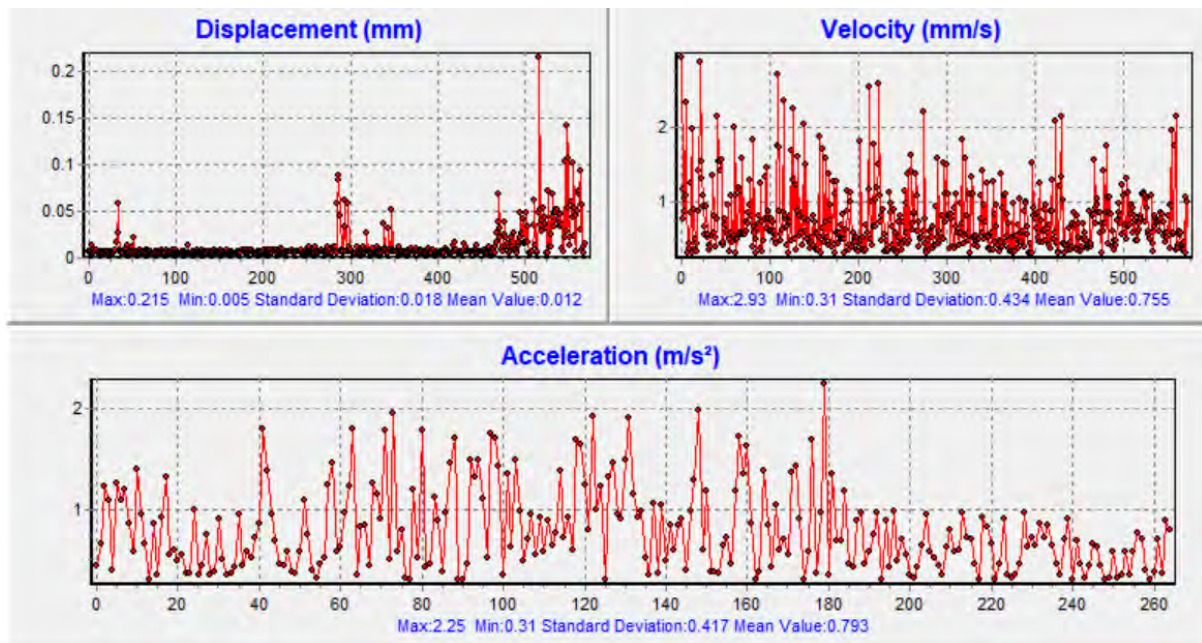 Displacement (mm)
0.2
0.15
0.1
0.05
0
0 100 200 300 400 500
Max:0.215 Min:0.005 Standard Deviation:0.018 Mean Value:0.012
Velocity (mm/s)
2
1
0 100 200 300 400 500
Max:2.93 Min:0.31 Standard Deviation:0.434 Mean Value:0.755
Acceleration (m/s²)
2
1
0 20 40 60 80 100 120 140 160 180 200 220 240 260
Max:2.25 Min:0.31 Standard Deviation:0.417 Mean Value:0.793